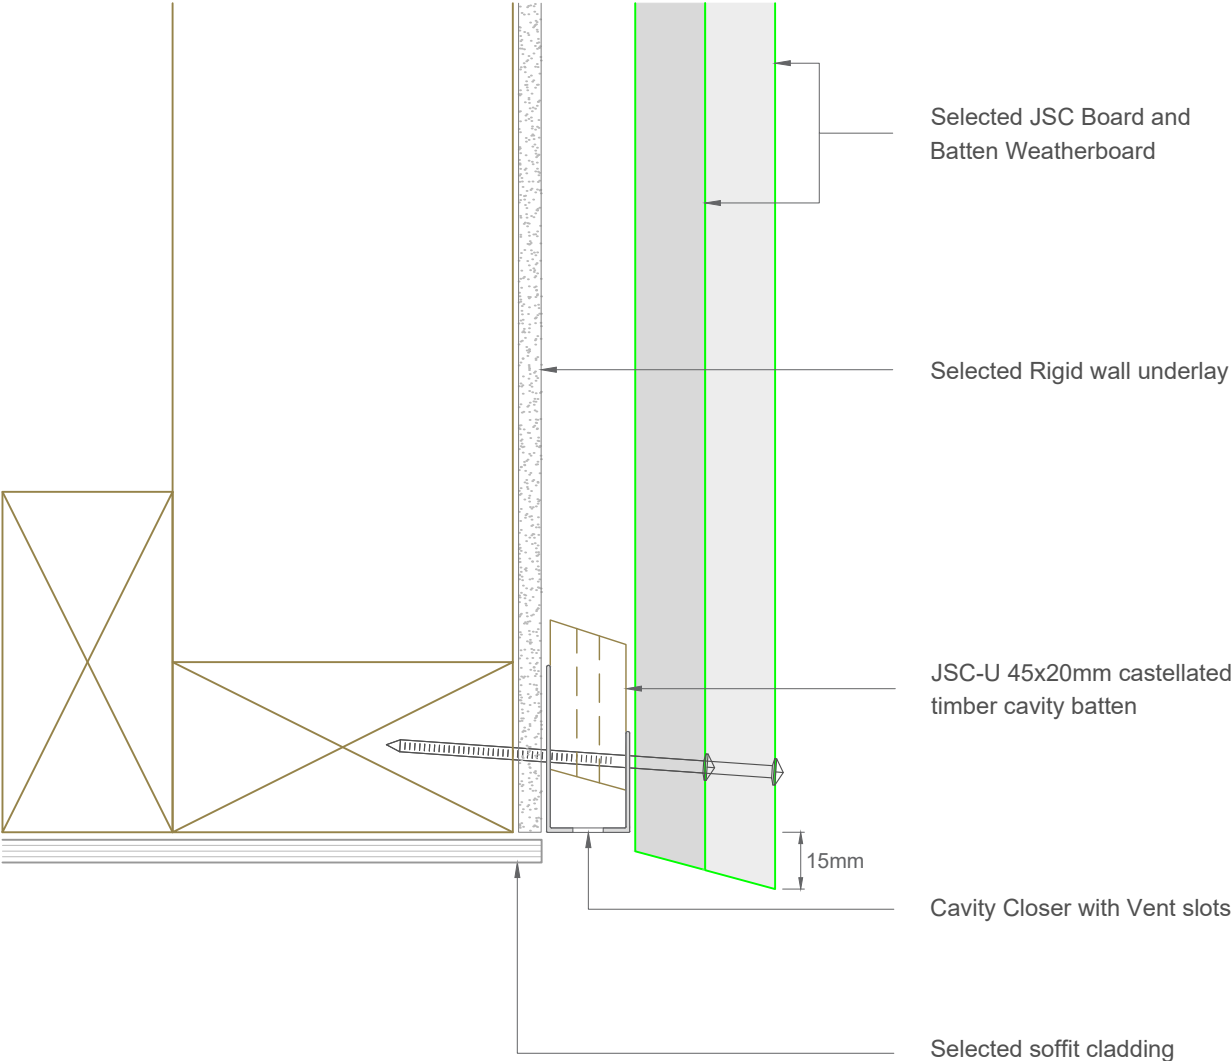 Selected JSC Board and
Batten Weatherboard
Selected Rigid wall underlay
JSC-U 45x20mm castellated
timber cavity batten
15mm
Cavity Closer with Vent slots
Selected soffit cladding